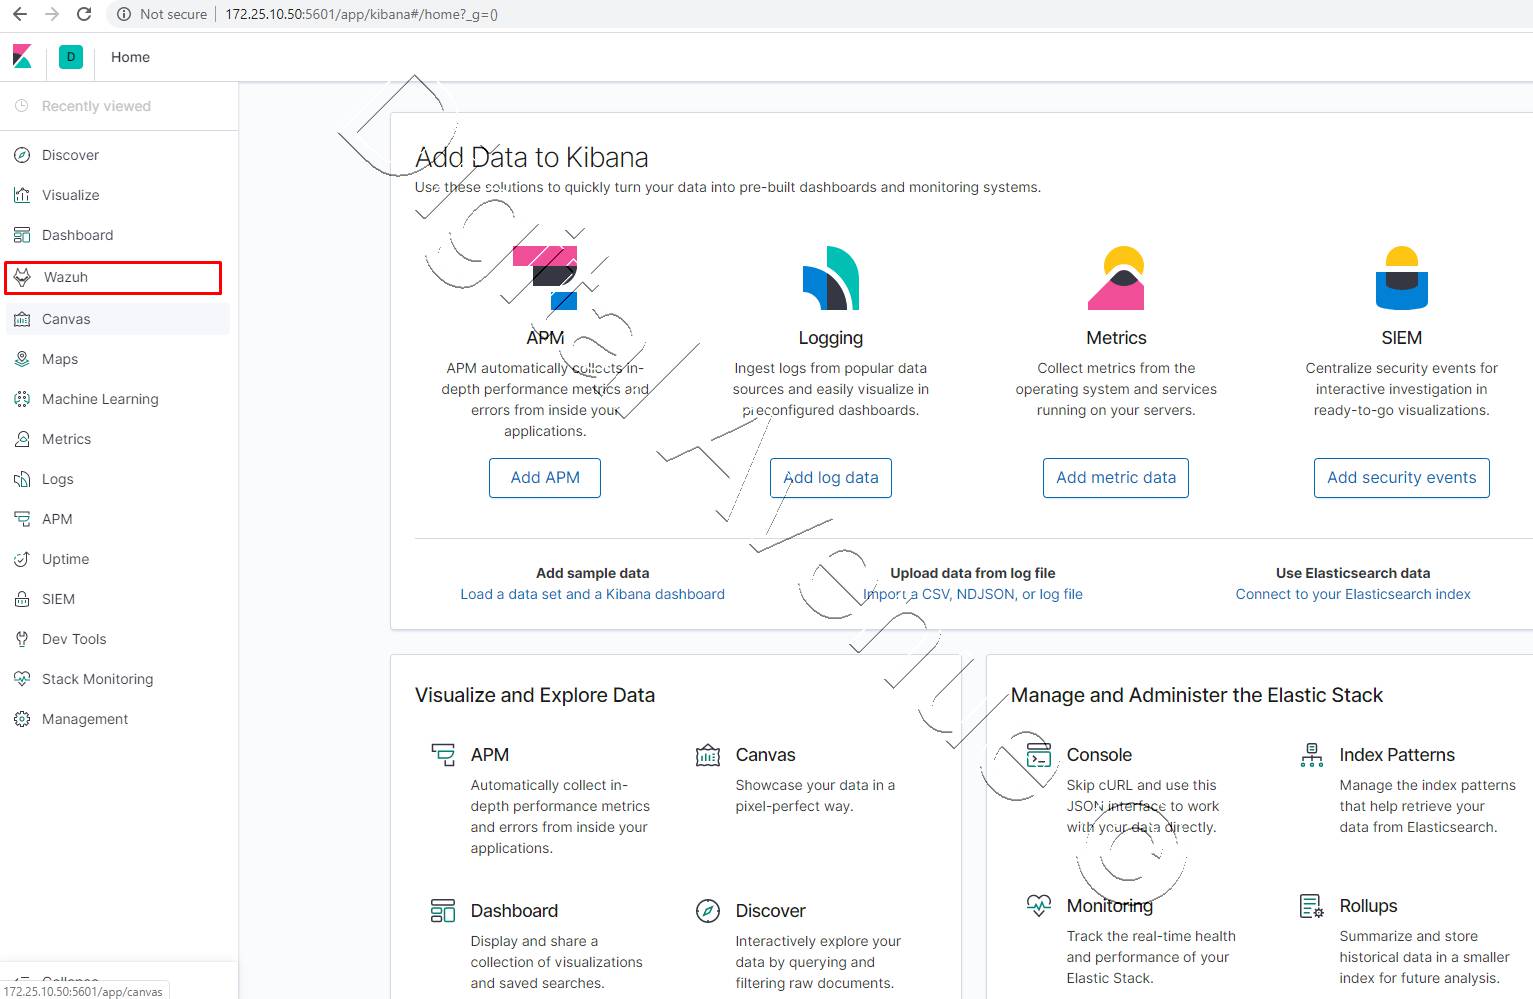 Not secure
172.25.10.50:5601/app/kibana#/home?_g=()
D
Home
Recently viewed
Discover
Visualize
Dashboard
Wazuh
Canvas
Maps
Machine Learning
Metrics
Logs
APM
Uptime
SIEM
Dev Tools
Stack Monitoring
Management
Collapse
172.25.10.50:5601/app/canvas
Add Data to Kibana
Use these solutions to quickly turn your data into pre-built dashboards and monitoring systems.
APM
APM automatically collects in-
depth performance metrics and
errors from inside your
applications.
Add APM
Logging
Ingest logs from popular data
sources and easily visualize in
preconfigured dashboards.
Add log data
Metrics
Collect metrics from the
operating system and services
running on your servers.
Add metric data
SIEM
Centralize security events for
interactive investigation in
ready-to-go visualizations.
Add security events
Add sample data
Load a data set and a Kibana dashboard
Upload data from log file
Import a CSV, NDJSON, or log file
Use Elasticsearch data
Connect to your Elasticsearch index
Visualize and Explore Data
APM
Automatically collect in-
depth performance metrics
and errors from inside your
applications.
Canvas
Showcase your data in a
pixel-perfect way.
Dashboard
Display and share a
collection of visualizations
and saved searches.
Discover
Interactively explore your
data by querying and
filtering raw documents.
Manage and Administer the Elastic Stack
Console
Skip cURL and use this
JSON interface to work
with your data directly.
Index Patterns
Manage the index patterns
that help retrieve your
data from Elasticsearch.
Monitoring
Track the real-time health
and performance of your
Elastic Stack.
Rollups
Summarize and store
historical data in a smaller
index for future analysis.
Digital Avenue ©